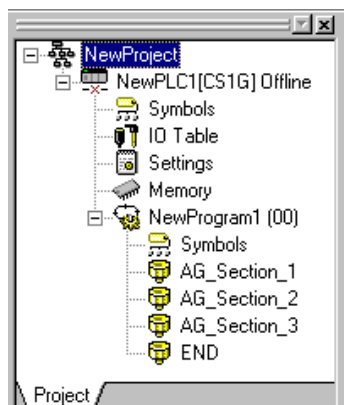 NewProject
NewPLC1[CS1G] Offline
Symbols
IO Table
Settings
Memory
NewProgram1 (00)
Symbols
AG_Section_1
AG_Section_2
AG_Section_3
END
Project